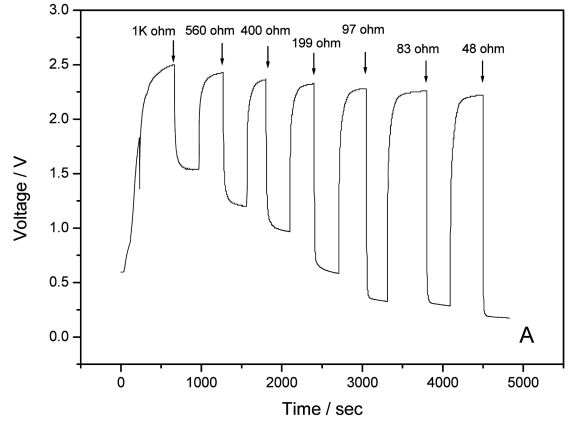 3.0
2.5
2.0
1.5
1.0
0.5
0.0
Voltage / V
1K ohm
560 ohm
400 ohm
199 ohm
97 ohm
83 ohm
48 ohm
A
0
1000
2000
3000
4000
5000
Time / sec